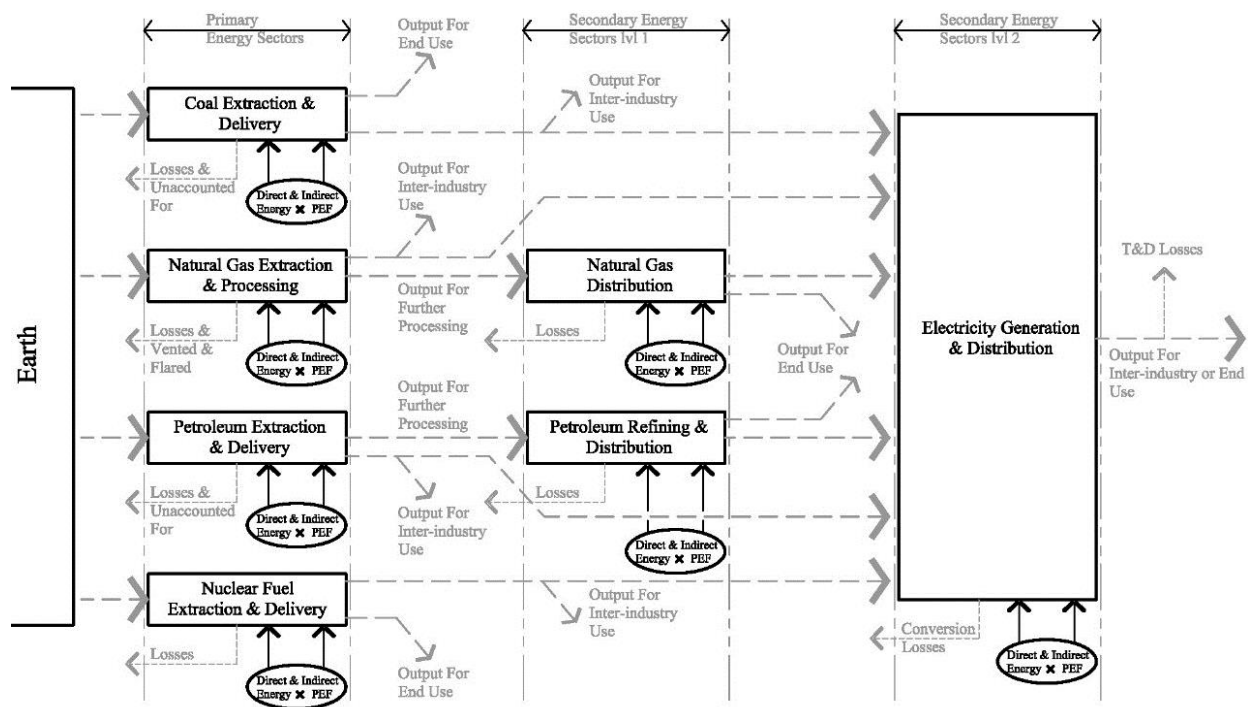 Primary
Energy Sectors
Output For
End Use
Secondary Energy
Sectors lvl 1
Secondary Energy
Sectors lvl 2
Coal Extraction &
Delivery
Output For
Inter-industry
Use
Losses &
Unaccounted
For
Direct & Indirect
Energy × PEF
Output For
Inter-industry
Use
Natural Gas Extraction
& Processing
Output For
Further
Processing
Natural Gas
Distribution
T&D Losses
Losses &
Vented &
Flared
Direct & Indirect
Energy × PEF
Losses
Direct & Indirect
Energy × PEF
Output For
End Use
Earth
Electricity Generation
& Distribution
Output For
Inter-industry or End
Use
Output For
Further
Processing
Petroleum Extraction
& Delivery
Petroleum Refining &
Distribution
Losses &
Unaccounted
For
Direct & Indirect
Energy × PEF
Output For
Inter-industry
Use
Losses
Direct & Indirect
Energy × PEF
Nuclear Fuel
Extraction & Delivery
Output For
Inter-industry
Use
Losses
Direct & Indirect
Energy × PEF
Output For
End Use
Conversion
Losses
Direct & Indirect
Energy × PEF